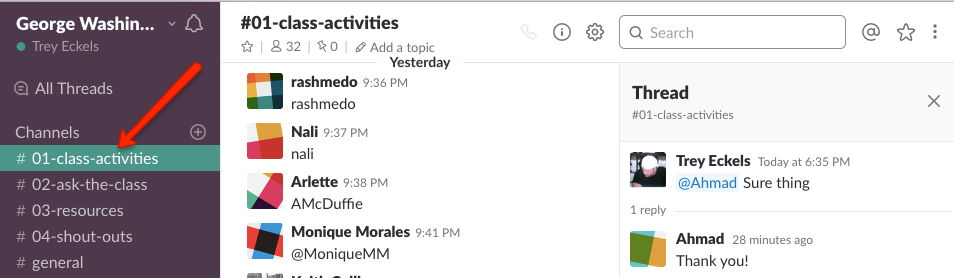 George Washin...
Trey Eckels
All Threads
Channels
# 01-class-activities
# 02-ask-the-class
# 03-resources
# 04-shout-outs
# general
#01-class-activities
32 | 0 | Add a topic
Search
Yesterday
rashmedo 9:36 PM
rashmedo
Nali 9:37 PM
nali
Arlette 9:38 PM
AMcDuffie
Monique Morales 9:41 PM
@MoniqueMM
Thread
#01-class-activities
Trey Eckels Today at 6:35 PM
@Ahmad Sure thing
1 reply
Ahmad 28 minutes ago
Thank you!